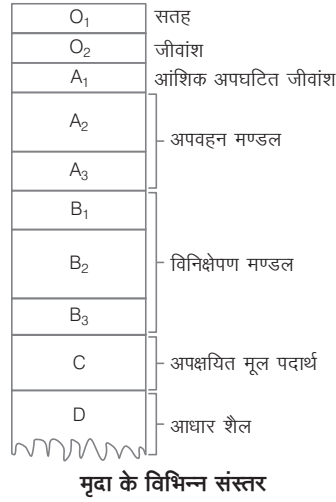 O₁ सतह
O₂ जीवांश
A₁ आंशिक अपघटित जीवांश
A₂
अपवहन मण्डल
A₃
B₁
B₂ विनिक्षेपण मण्डल
B₃
C अपक्षयित मूल पदार्थ
D
आधार शैल
मृदा के विभिन्न संस्तर